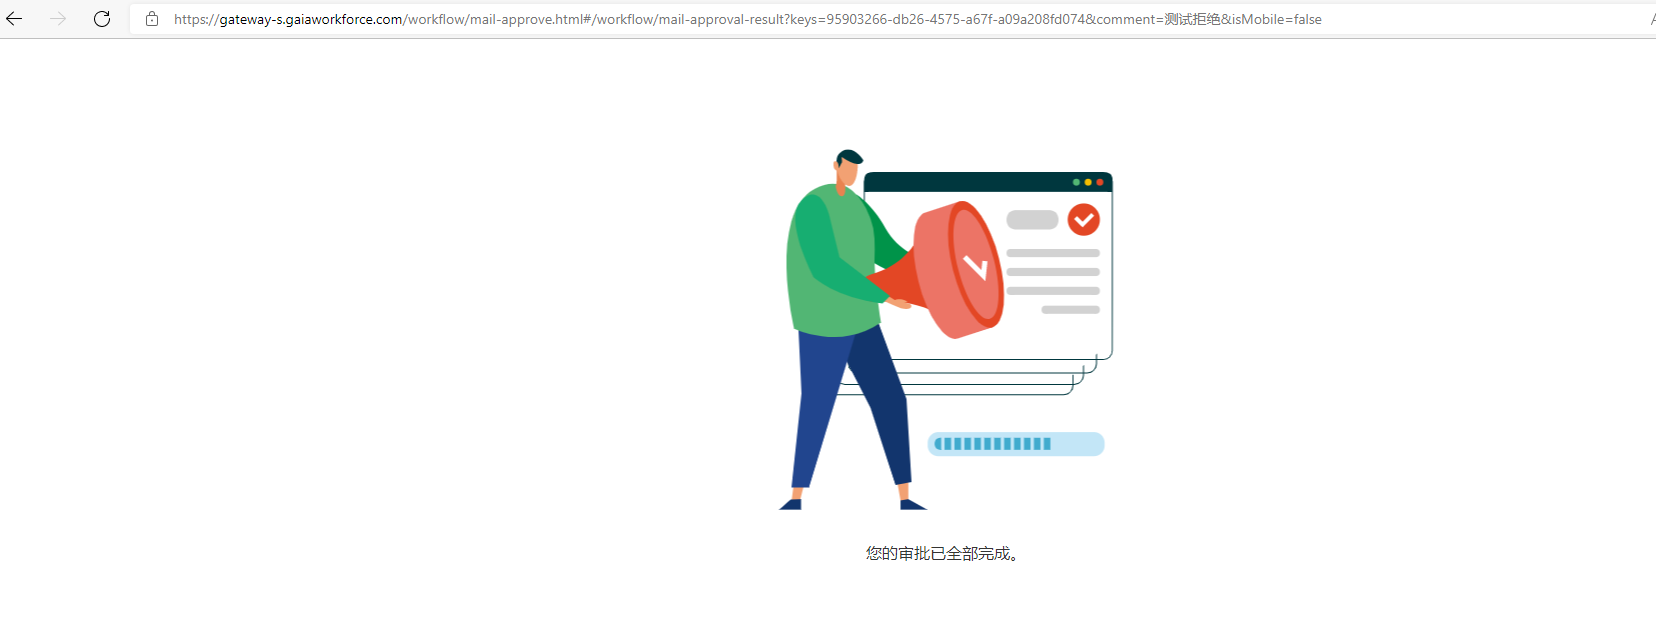 https://gateway-s.gaiaworkforce.com/workflow/mail-approve.html#/workflow/mail-approval-result?keys=95903266-db26-4575-a67f-a09a208fd074&comment=测试拒绝&isMobile=false
您的审批已全部完成。